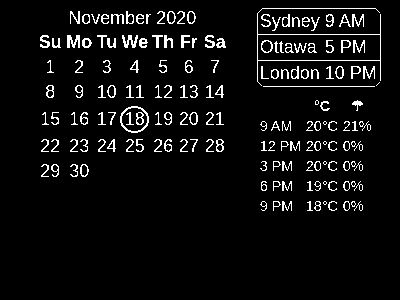 November 2020
Su Mo Tu We Th Fr Sa
1 2 3 4 5 6 7
8 9 10 11 12 13 14
15 16 17 18 19 20 21
22 23 24 25 26 27 28
29 30
Sydney 9 AM
Ottawa 5 PM
London 10 PM
°C ☂
9 AM 20°C 21%
12 PM 20°C 0%
3 PM 20°C 0%
6 PM 19°C 0%
9 PM 18°C 0%